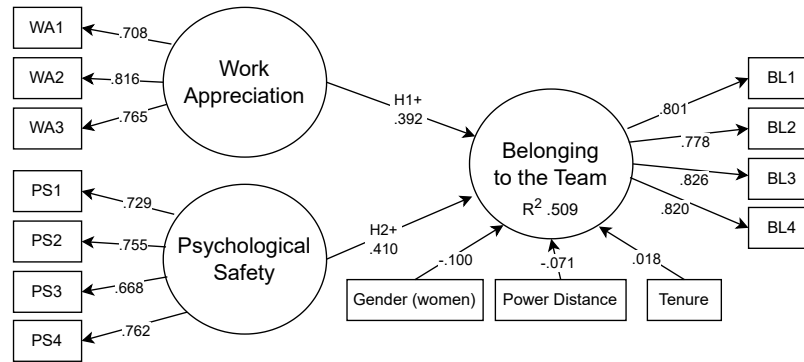 WA1
.708
WA2
.816
WA3
.765
Work
Appreciation
H1+
.392
PS1
.729
PS2
.755
PS3
.668
PS4
.762
Psychological
Safety
H2+
.410
Belonging
to the Team
R² .509
.801
BL1
.778
BL2
.826
BL3
.820
BL4
-.100
-.071
.018
Gender (women)
Power Distance
Tenure